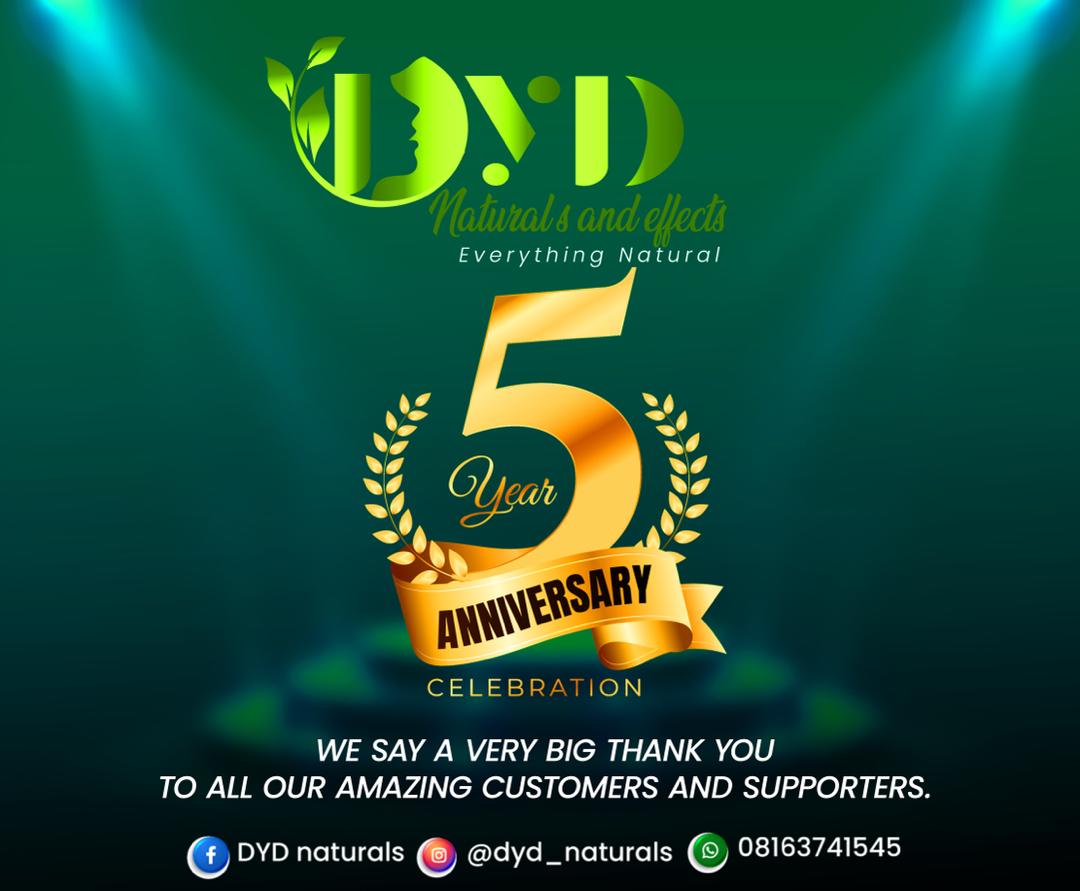 DYD
Naturals and effects
Everything Natural
5
Year
ANNIVERSARY
CELEBRATION
WE SAY A VERY BIG THANK YOU
TO ALL OUR AMAZING CUSTOMERS AND SUPPORTERS.
DYD naturals @dyd_naturals 08163741545